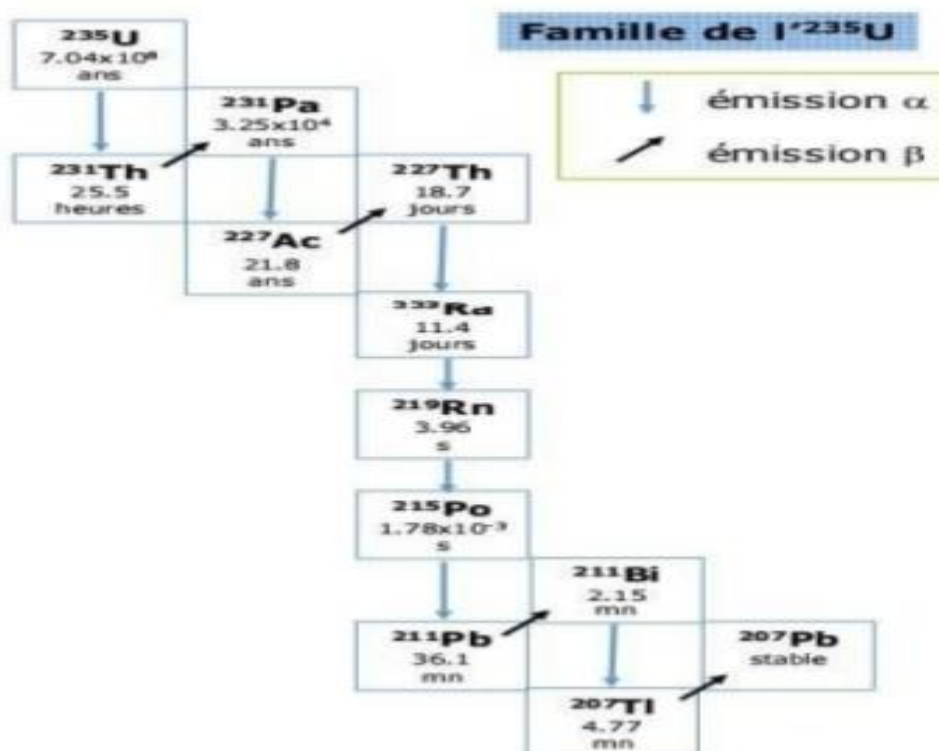 Famille de l'²³⁵U
émission α
émission β
²³⁵U
7.04x10⁸
ans
²³¹Pa
3.25x10⁴
ans
²³¹Th
25.5
heures
²²⁷Th
18.7
jours
²²⁷Ac
21.8
ans
²²³Ra
11.4
jours
²¹⁹Rn
3.96
s
²¹⁵Po
1.78x10⁻³
s
²¹¹Bi
2.15
mn
²¹¹Pb
36.1
mn
²⁰⁷Pb
stable
²⁰⁷Tl
4.77
mn